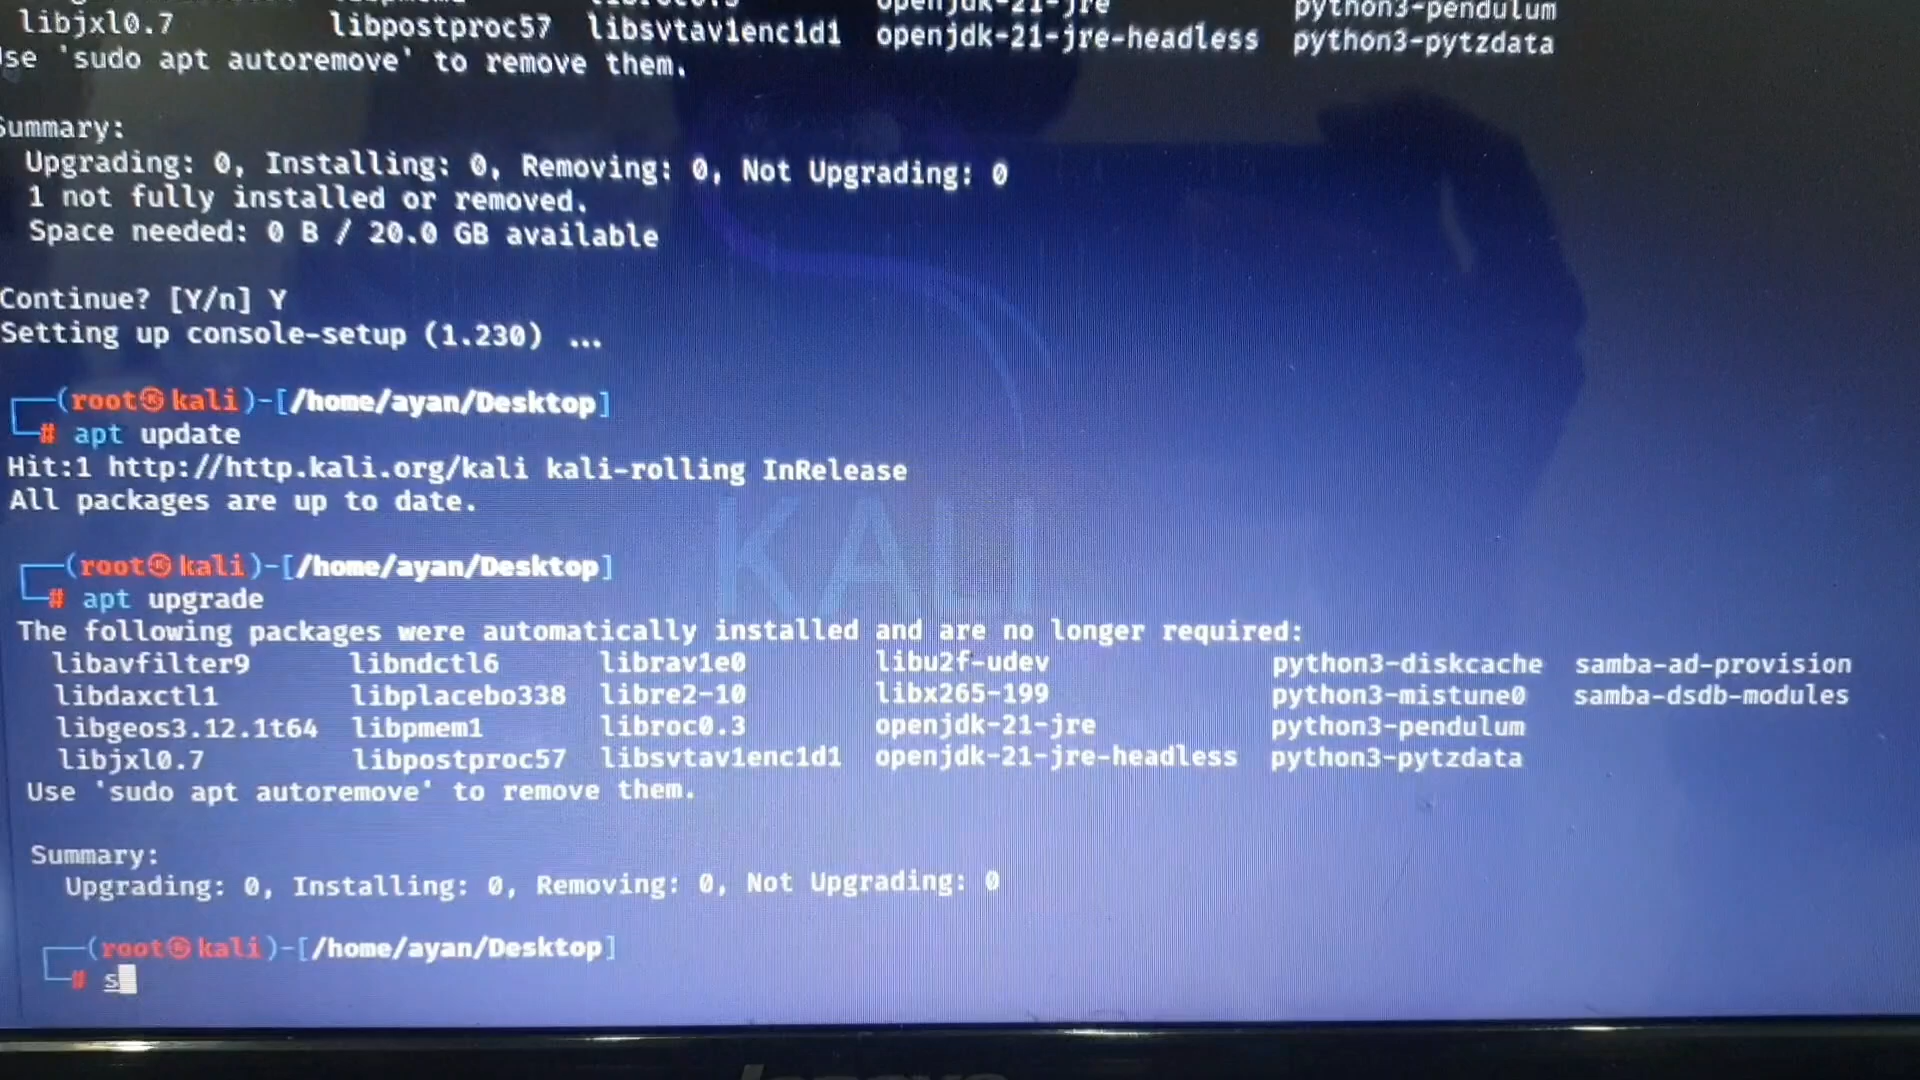 openjdk-21-jre python3-pendulum
libjxl0.7 libpostproc57 libsvtav1enc1d1 openjdk-21-jre-headless python3-pytzdata
se 'sudo apt autoremove' to remove them.
Summary:
Upgrading: 0, Installing: 0, Removing: 0, Not Upgrading: 0
1 not fully installed or removed.
Space needed: 0 B / 20.0 GB available
Continue? [Y/n] Y
Setting up console-setup (1.230) ...
(root㉿kali)-[/home/ayan/Desktop]
# apt update
Hit:1 http://http.kali.org/kali kali-rolling InRelease
All packages are up to date.
(root㉿kali)-[/home/ayan/Desktop]
# apt upgrade
The following packages were automatically installed and are no longer required:
libavfilter9 libndctl6 librav1e0 libu2f-udev python3-diskcache samba-ad-provision
libdaxctl1 libplacebo338 libre2-10 libx265-199 python3-mistune0 samba-dsdb-modules
libgeos3.12.1t64 libpmem1 libroc0.3 openjdk-21-jre python3-pendulum
libjxl0.7 libpostproc57 libsvtav1enc1d1 openjdk-21-jre-headless python3-pytzdata
Use 'sudo apt autoremove' to remove them.
Summary:
Upgrading: 0, Installing: 0, Removing: 0, Not Upgrading: 0
(root㉿kali)-[/home/ayan/Desktop]
# s
KALI